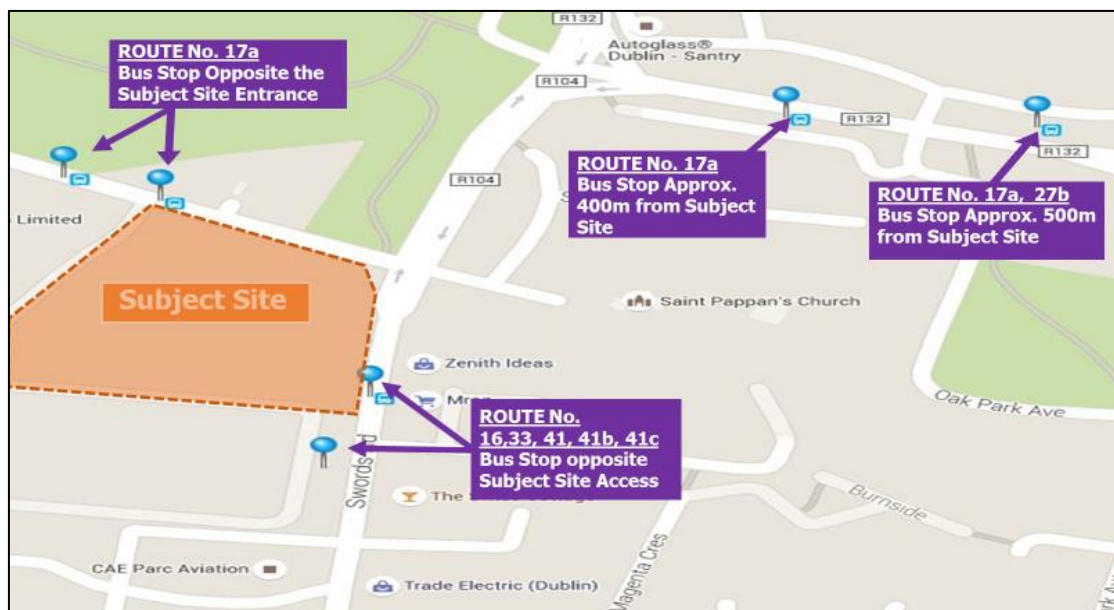 R132
Autoglass®
Dublin - Santry
ROUTE No. 17a
Bus Stop Opposite the
Subject Site Entrance
R104
R132
R132
ROUTE No. 17a
Bus Stop Approx.
400m from Subject
Site
R104
ROUTE No. 17a, 27b
Bus Stop Approx. 500m
from Subject Site
Limited
Subject Site
Saint Pappan's Church
Zenith Ideas
Oak Park Ave
ROUTE No.
16,33, 41, 41b, 41c
Bus Stop opposite
Subject Site Access
Swords
The
Burnside
CAE Parc Aviation
Trade Electric (Dublin)
Magenta Cres